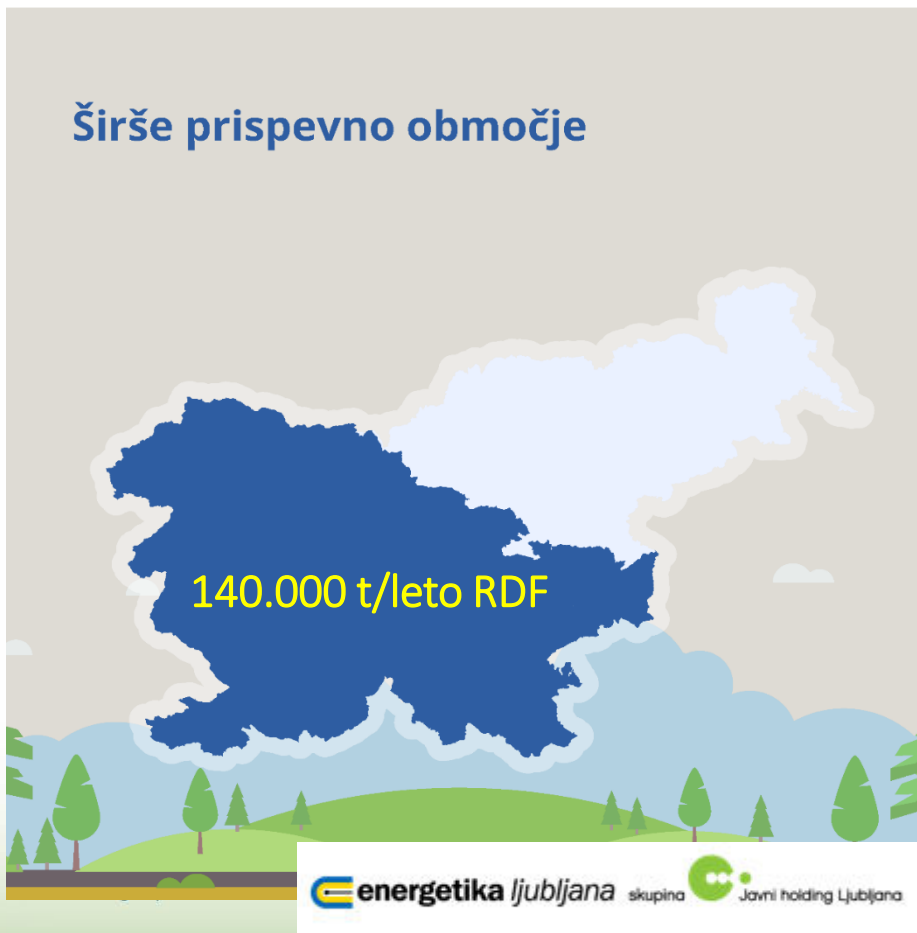 Širše prispevno območje
140.000 t/leto RDF
energetika ljubljana skupina Javni holding Ljubljana